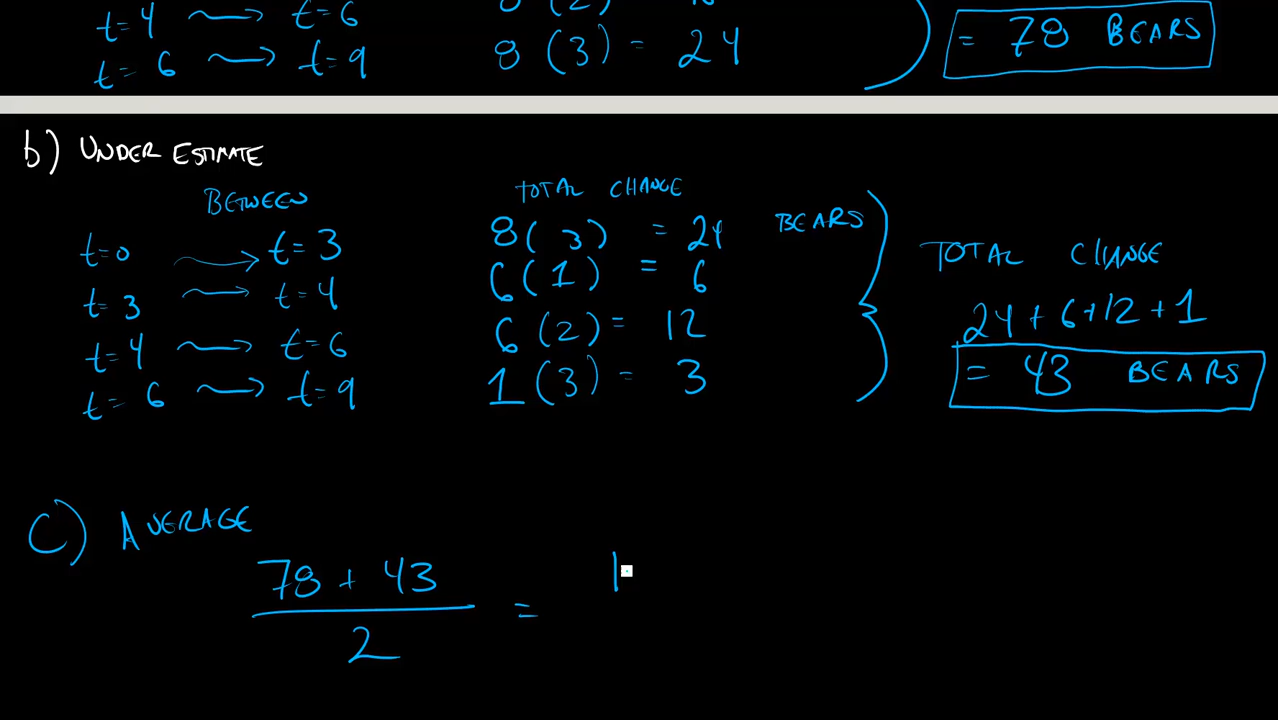 t=4 → t=6
t=6 → t=9 8 (3) = 24 = 78 BEARS
b) UNDER ESTIMATE
BETWEEN TOTAL CHANGE
t=0 → t=3 8(3) = 24 BEARS
t=3 → t=4 6(1) = 6 TOTAL CHANGE
t=4 → t=6 6(2) = 12 24+6+12+1
t=6 → t=9 1(3) = 3 = 43 BEARS
c) AVERAGE
78 + 43
2
= 1